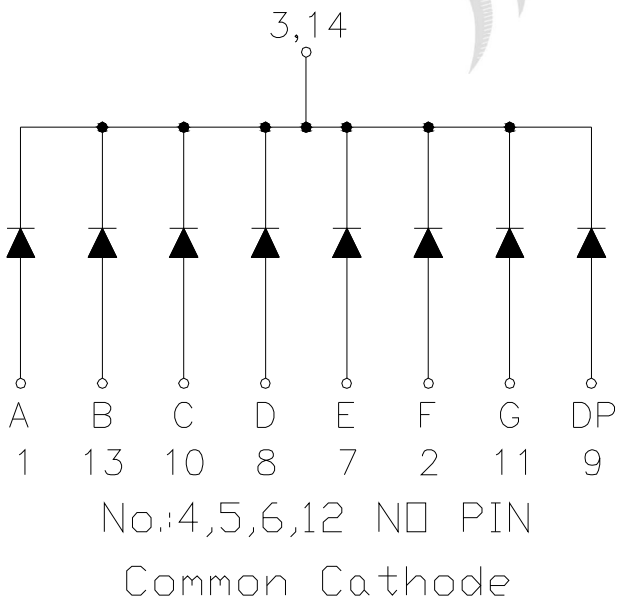 3,14
A B C D E F G DP
1 13 10 8 7 2 11 9
No.:4,5,6,12 NO PIN
Common Cathode